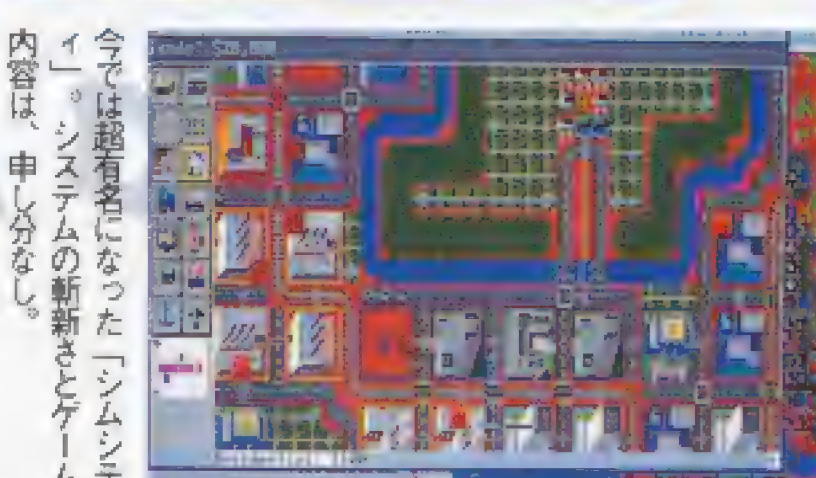 今では超有名になった「シムシテ
ィ」。システムの斬新さとゲーム
内容は、申し分なし。